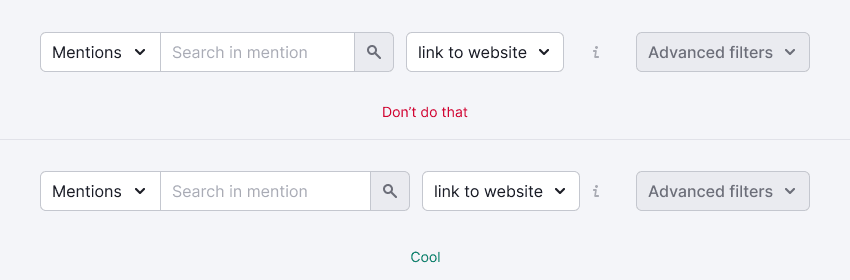 Mentions Search in mention link to website i Advanced filters
Don’t do that
Mentions Search in mention link to website i Advanced filters
Cool